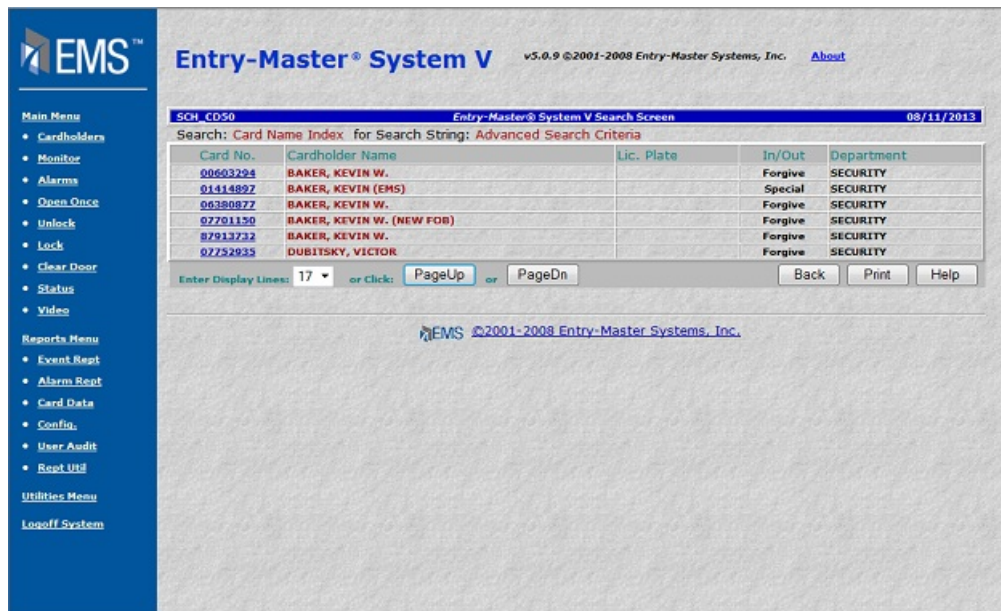 EMS™
Entry-Master® System V
v5.0.9 ©2001-2008 Entry-Master Systems, Inc.
About
Main Menu
Cardholders
Monitor
Alarms
Open Once
Unlock
Lock
Clear Door
Status
Video
Reports Menu
Event Rept
Alarm Rept
Card Data
Config.
User Audit
Rept Util
Utilities Menu
Logoff System
SCH_CD50 Entry-Master® System V Search Screen 08/11/2013
Search: Card Name Index for Search String: Advanced Search Criteria
Card No. Cardholder Name Lic. Plate In/Out Department
00603294 BAKER, KEVIN W. Forgive SECURITY
01414897 BAKER, KEVIN (EMS) Special SECURITY
06380877 BAKER, KEVIN W. Forgive SECURITY
07701150 BAKER, KEVIN W. (NEW FOB) Forgive SECURITY
87913732 BAKER, KEVIN W. Forgive SECURITY
07752935 DUBITSKY, VICTOR Forgive SECURITY
Enter Display Lines: 17 or Click: PageUp or PageDn Back Print Help
EMS ©2001-2008 Entry-Master Systems, Inc.